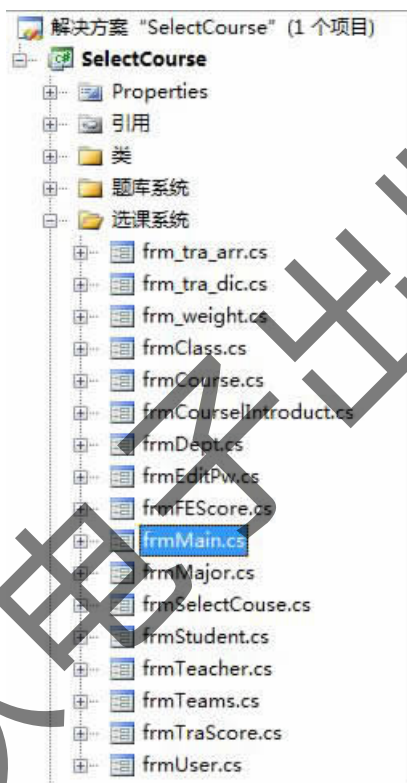 解决方案 "SelectCourse" (1 个项目)
SelectCourse
Properties
引用
类
题库系统
选课系统
frm_tra_arr.cs
frm_tra_dic.cs
frm_weight.cs
frmClass.cs
frmCourse.cs
frmCourselIntroduct.cs
frmDept.cs
frmEditPw.cs
frmFEScore.cs
frmMain.cs
frmMajor.cs
frmSelectCouse.cs
frmStudent.cs
frmTeacher.cs
frmTeams.cs
frmTraScore.cs
frmUser.cs